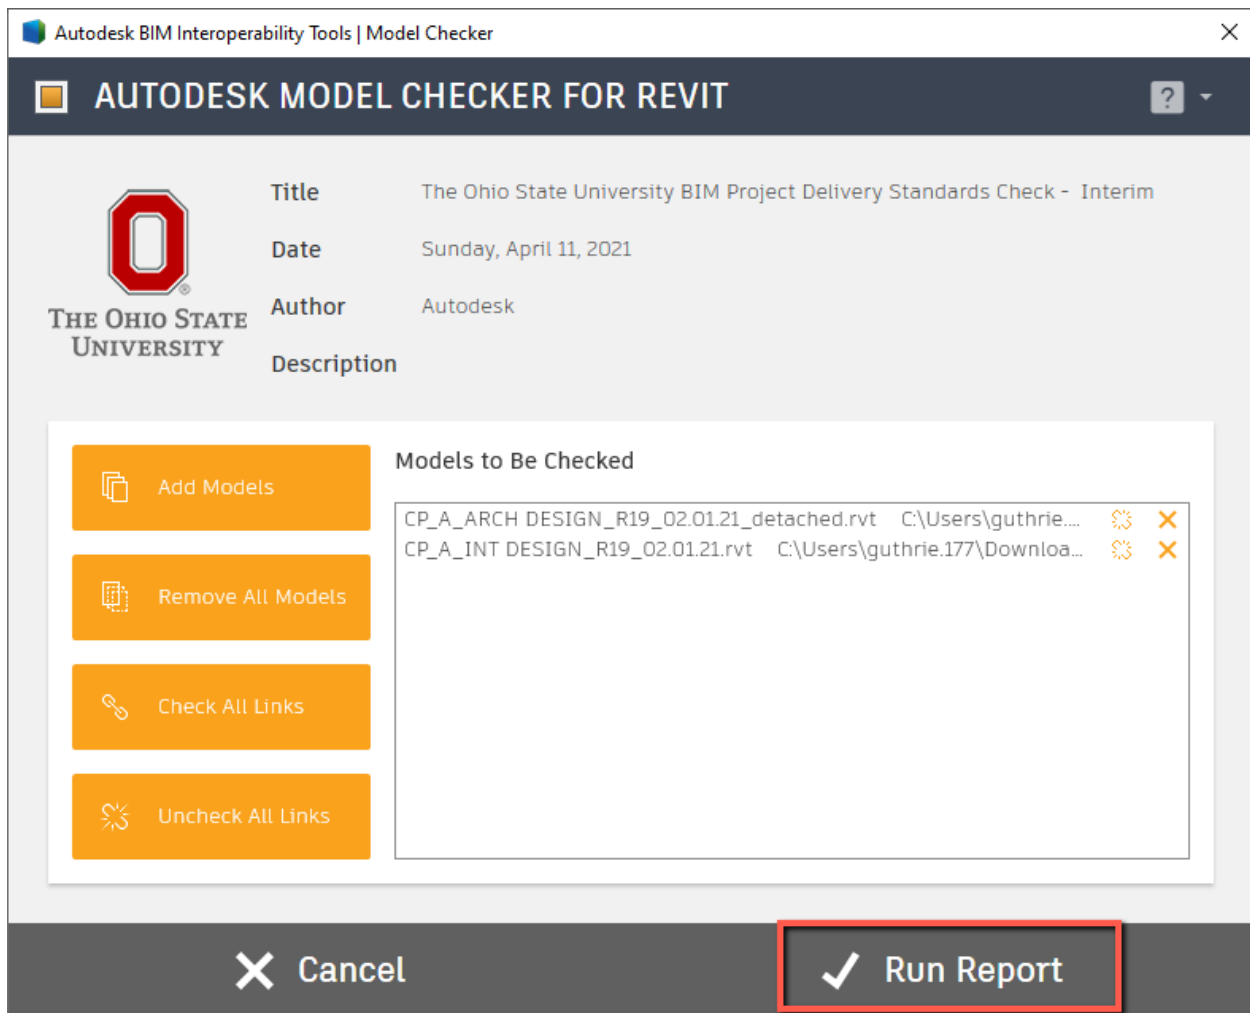 Autodesk BIM Interoperability Tools | Model Checker
AUTODESK MODEL CHECKER FOR REVIT
?
Title The Ohio State University BIM Project Delivery Standards Check - Interim
Date Sunday, April 11, 2021
Author Autodesk
Description
O
®
THE OHIO STATE
UNIVERSITY
Add Models
Remove All Models
Check All Links
Uncheck All Links
Models to Be Checked
CP_A_ARCH DESIGN_R19_02.01.21_detached.rvt C:\Users\guthrie....
CP_A_INT DESIGN_R19_02.01.21.rvt C:\Users\guthrie.177\Downloa...
Cancel
Run Report